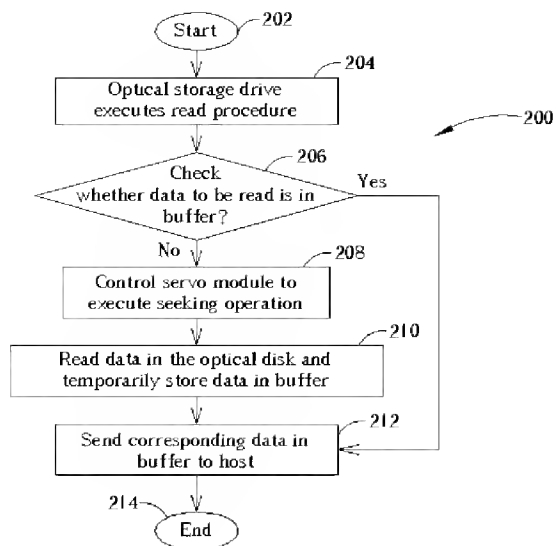 Start
202
204
Optical storage drive
executes read procedure
200
206
Check
whether data to be read is in
buffer?
Yes
No
208
Control servo module to
execute seeking operation
210
Read data in the optical disk and
temporarily store data in buffer
212
Send corresponding data in
buffer to host
214
End